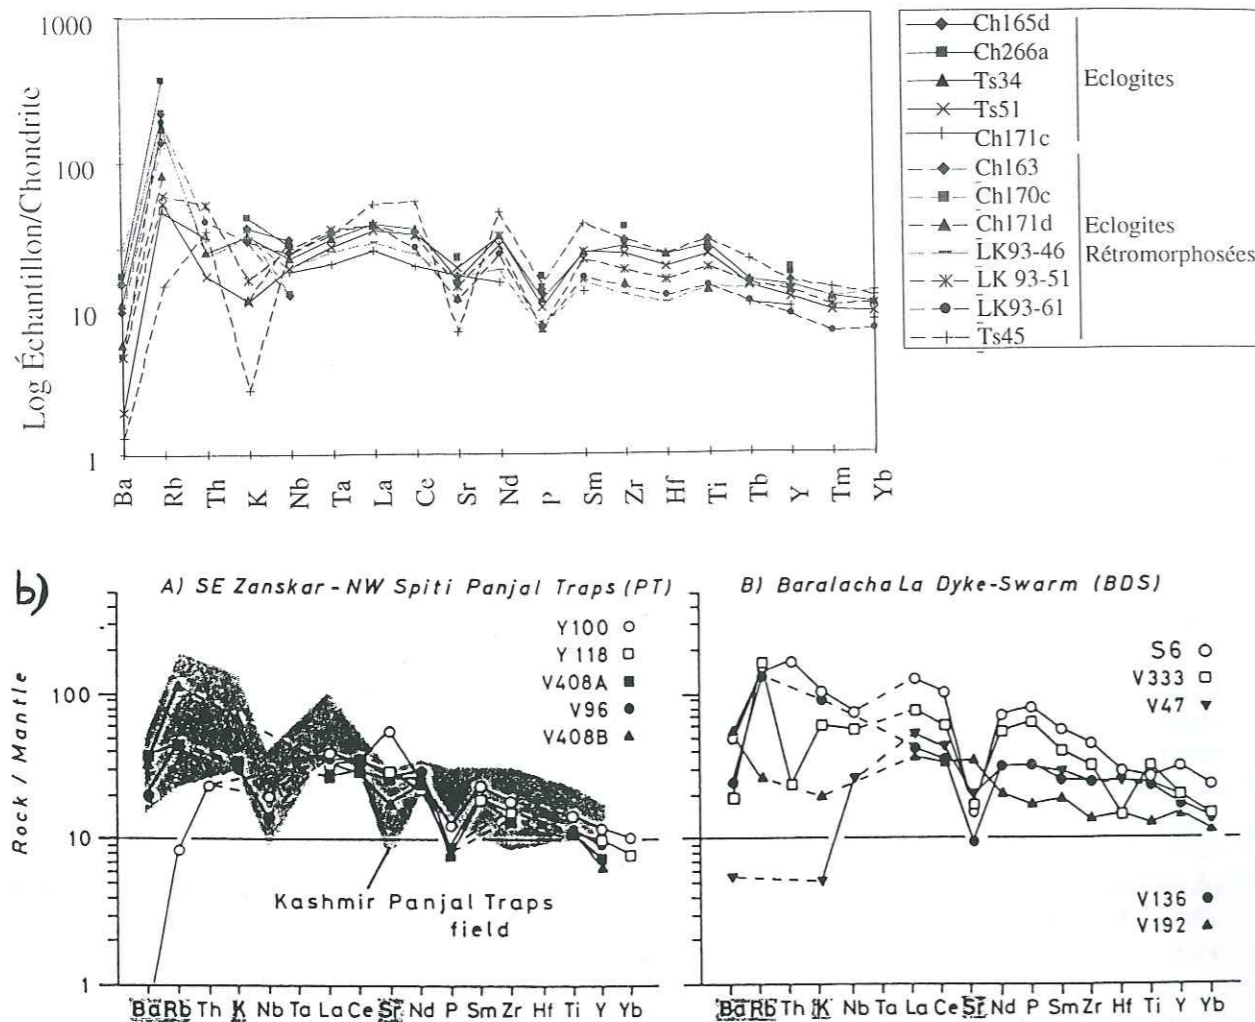 1000
100
10
1
Log Échantillon/Chondrite
Ba Rb Th K Nb Ta La Ce Sr Nd P Sm Zr Hf Ti Tb Y Tm Yb
Ch165d
Ch266a
Ts34
Ts51
Ch171c
Eclogites
Ch163
Ch170c
Ch171d
LK93-46
LK 93-51
LK93-61
Ts45
Eclogites
Rétromorphosées
b)
A) SE Zanskar - NW Spiti Panjal Traps (PT)
Y100
Y118
V408A
V96
V408B
100
10
1
Rock / Mantle
Kashmir Panjal Traps
field
Ba Rb Th K Nb Ta La Ce Sr Nd P Sm Zr Hf Ti Y Yb
B) Baralacha La Dyke-Swarm (BDS)
S6
V333
V47
100
10
V136
V192
1
Ba Rb Th K Nb Ta La Ce Sr Nd P Sm Zr Hf Ti Y Yb